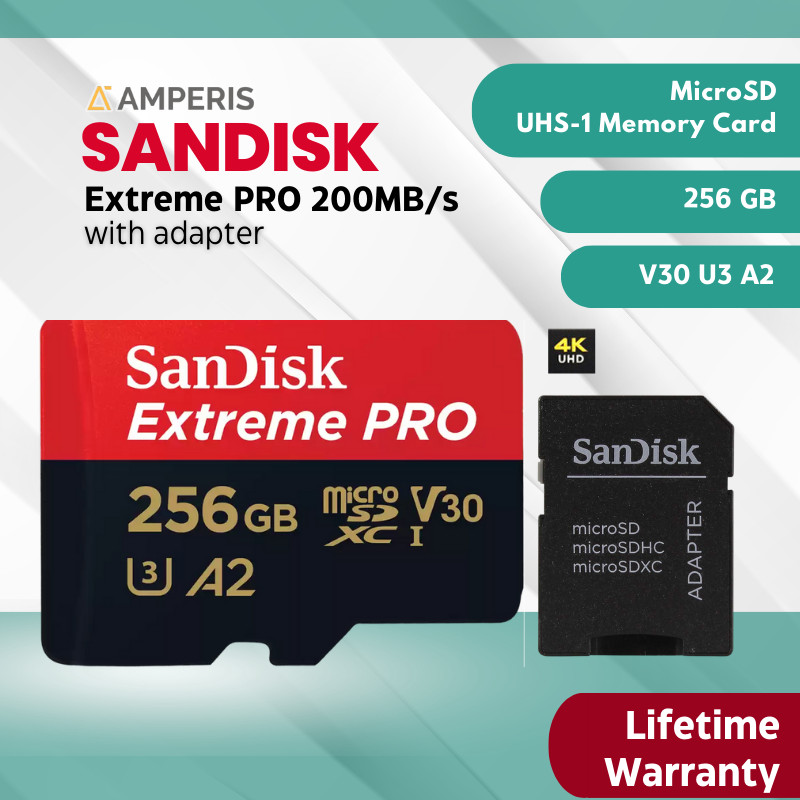 AMPERIS
SANDISK
Extreme PRO 200MB/s
with adapter
MicroSD
UHS-1 Memory Card
256 GB
V30 U3 A2
SanDisk
Extreme PRO
256GB
micro
SD
XC I
V30
3 A2
4K
UHD
SanDisk
microSD
microSDHC
microSDXC
ADAPTER
Lifetime
Warranty